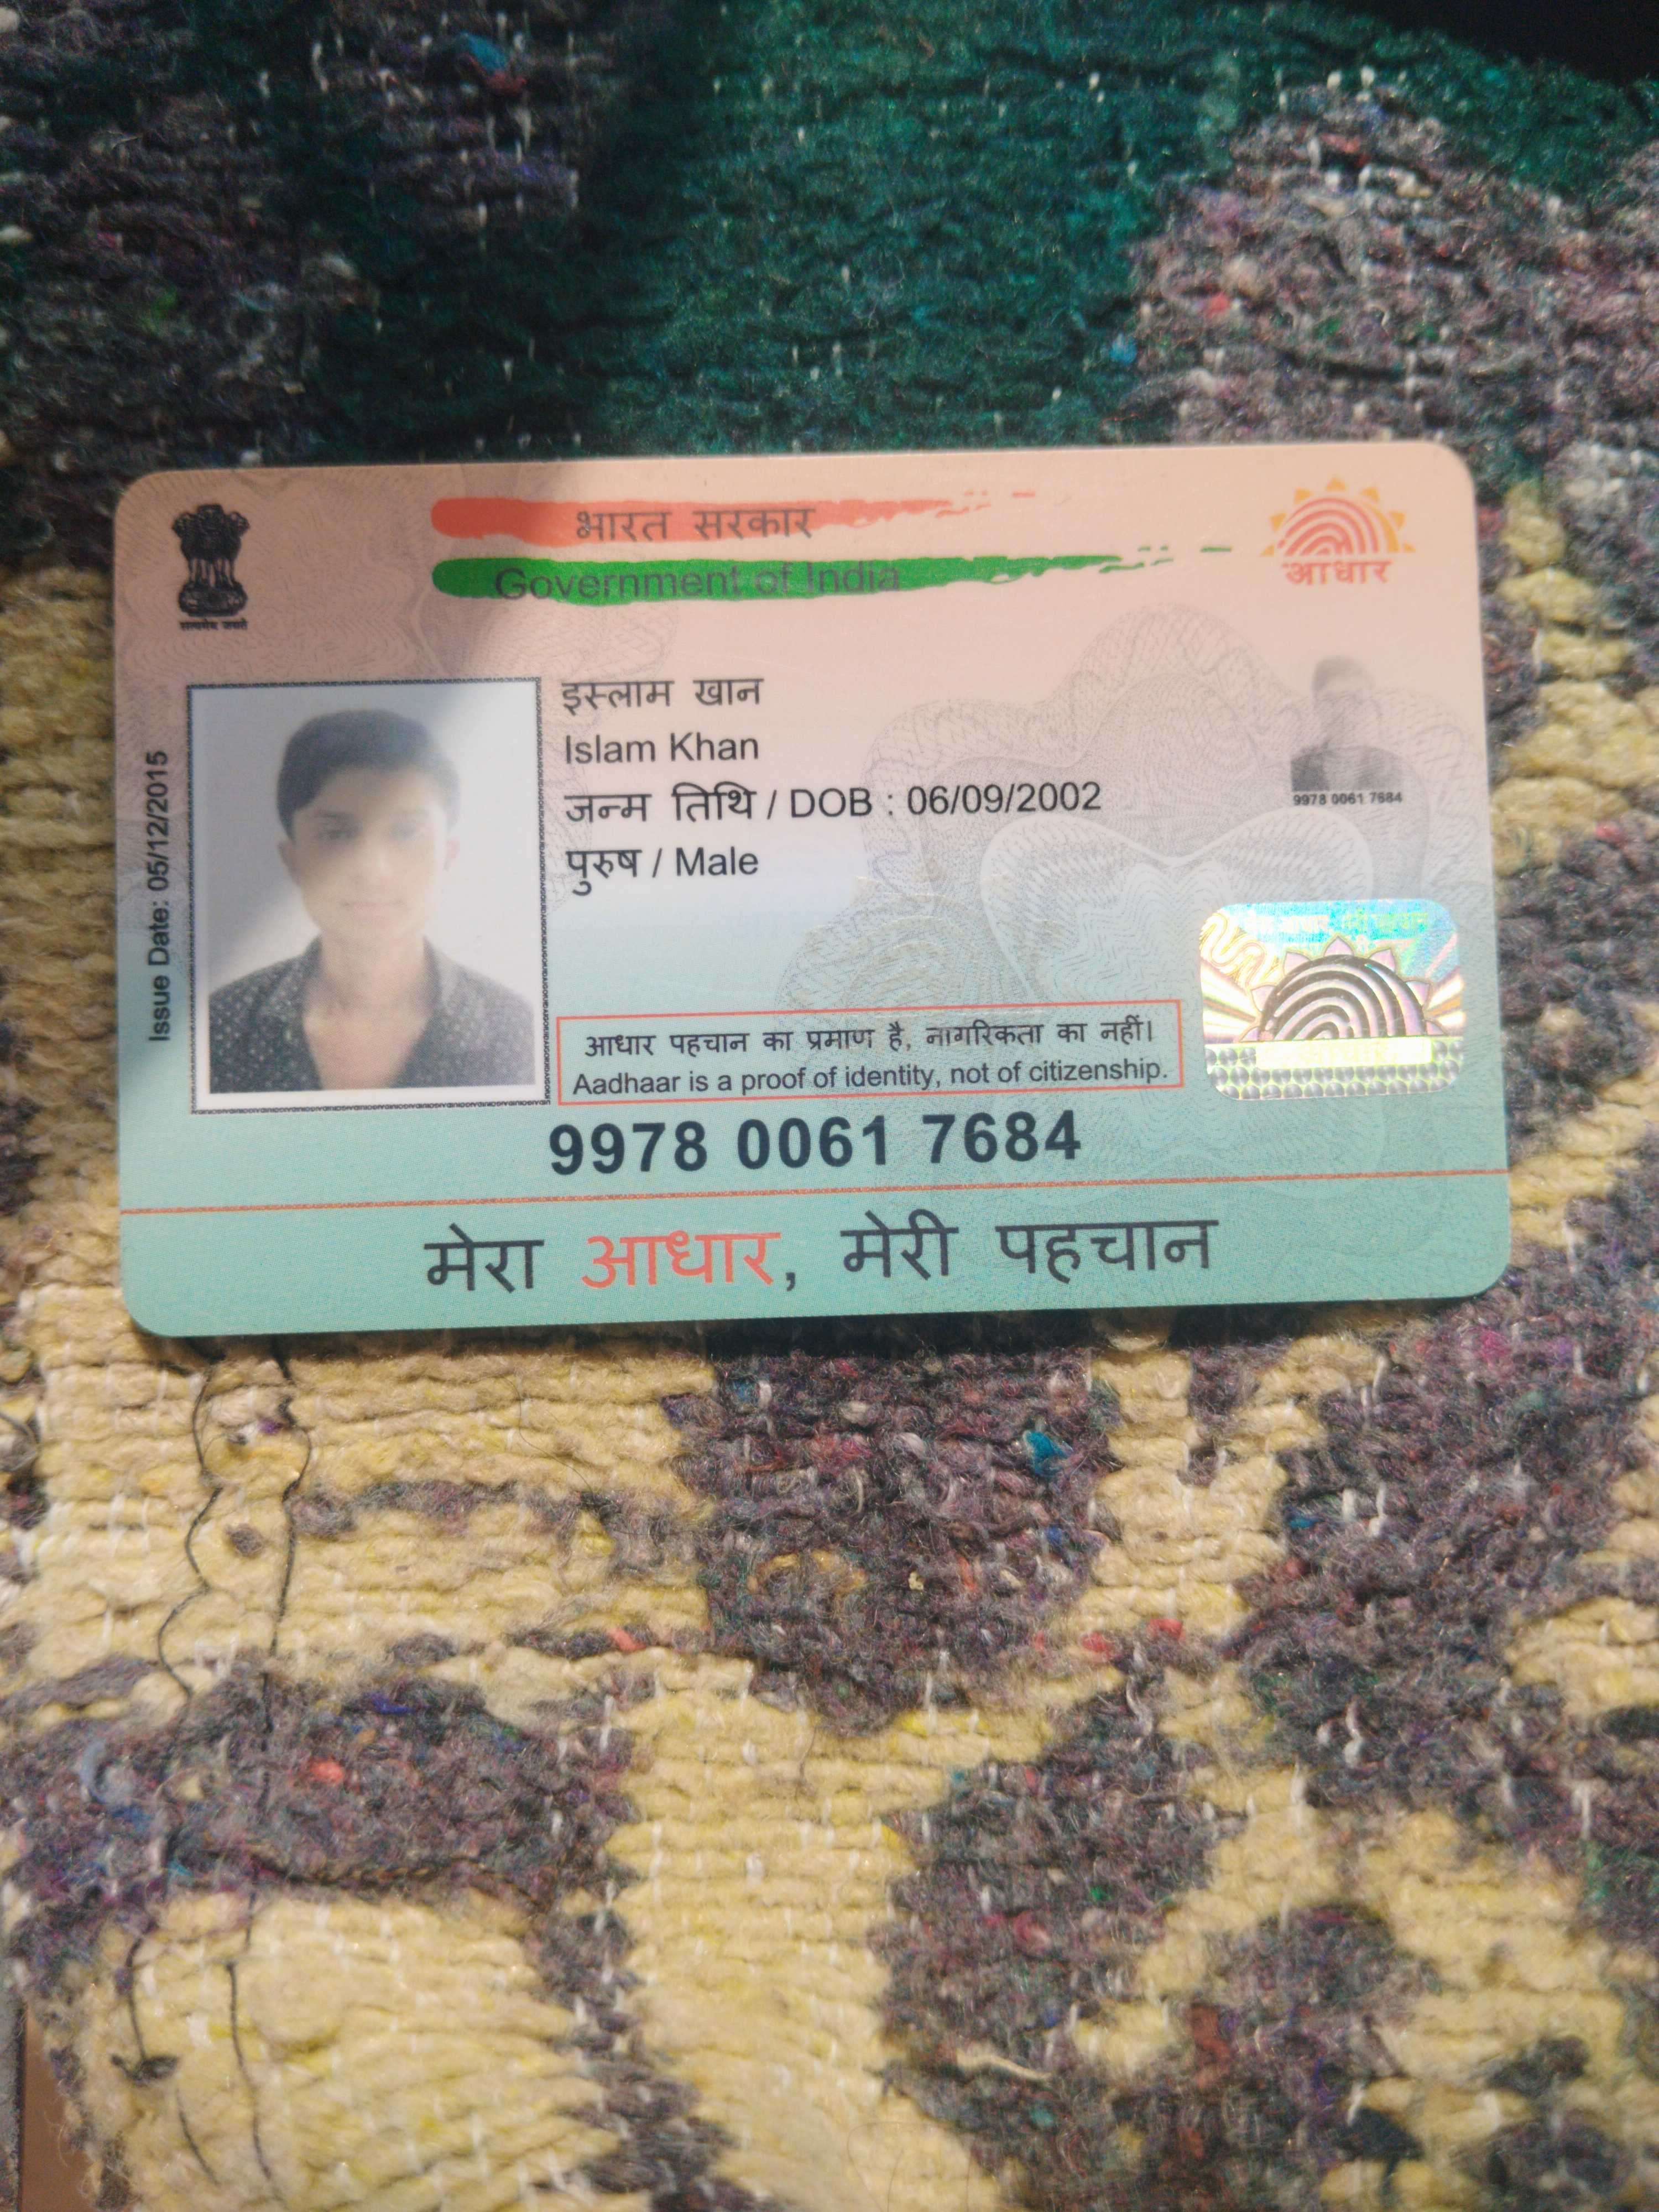 भारत सरकार
Government of India
आधार
सत्यमेव जयते
Issue Date: 05/12/2015
इस्लाम खान
Islam Khan
जन्म तिथि / DOB : 06/09/2002
पुरुष / Male
9978 0061 7684
आधार पहचान का प्रमाण है, नागरिकता का नहीं।
Aadhaar is a proof of identity, not of citizenship.
9978 0061 7684
मेरा आधार, मेरी पहचान